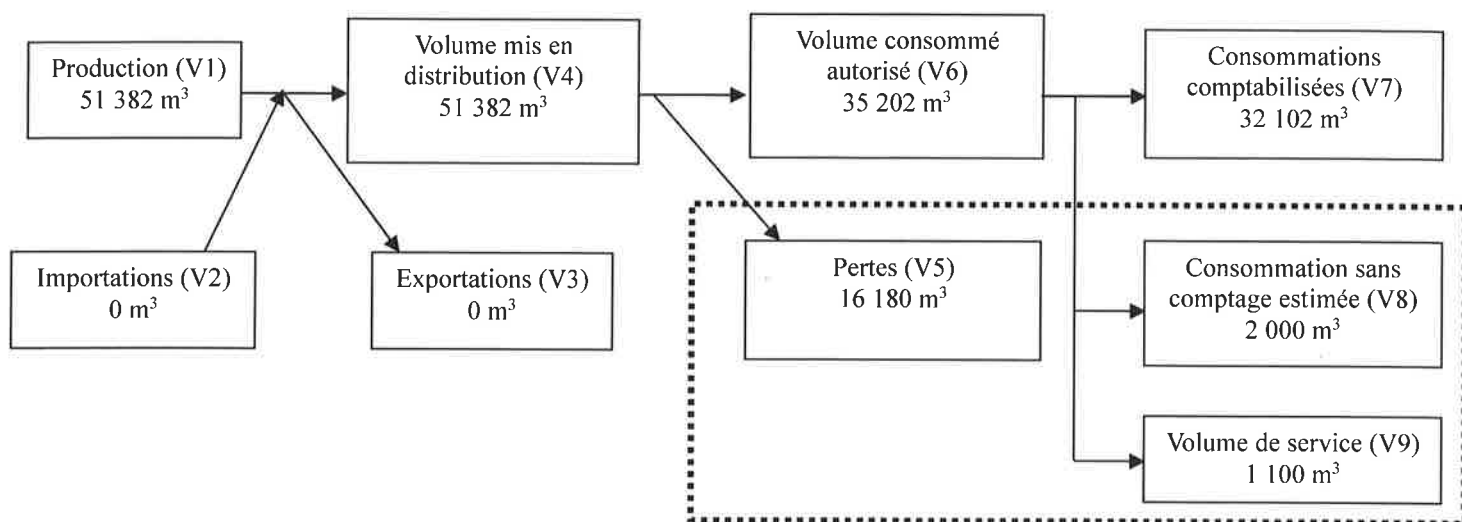 Production (V1)
51 382 m³
Volume mis en
distribution (V4)
51 382 m³
Volume consommé
autorisé (V6)
35 202 m³
Consommations
comptabilisées (V7)
32 102 m³
Importations (V2)
0 m³
Exportations (V3)
0 m³
Pertes (V5)
16 180 m³
Consommation sans
comptage estimée (V8)
2 000 m³
Volume de service (V9)
1 100 m³